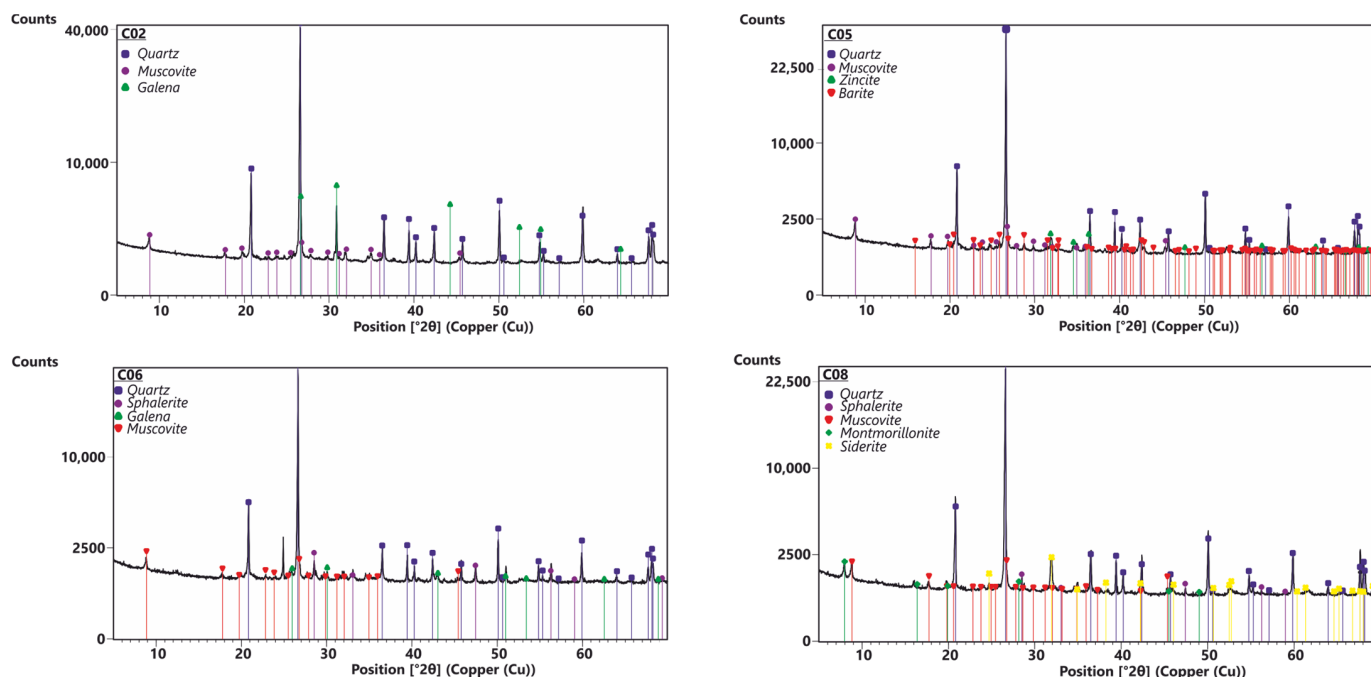 Counts
C02
Quartz
Muscovite
Galena
40,000
10,000
0
10 20 30 40 50 60
Position [°2θ] (Copper (Cu))
Counts
C05
Quartz
Muscovite
Zincite
Barite
22,500
10,000
2500
0
10 20 30 40 50 60
Position [°2θ] (Copper (Cu))
Counts
C06
Quartz
Sphalerite
Galena
Muscovite
10,000
2500
0
10 20 30 40 50 60
Position [°2θ] (Copper (Cu))
Counts
C08
Quartz
Sphalerite
Muscovite
Montmorillonite
Siderite
22,500
10,000
2500
0
10 20 30 40 50 60
Position [°2θ] (Copper (Cu))